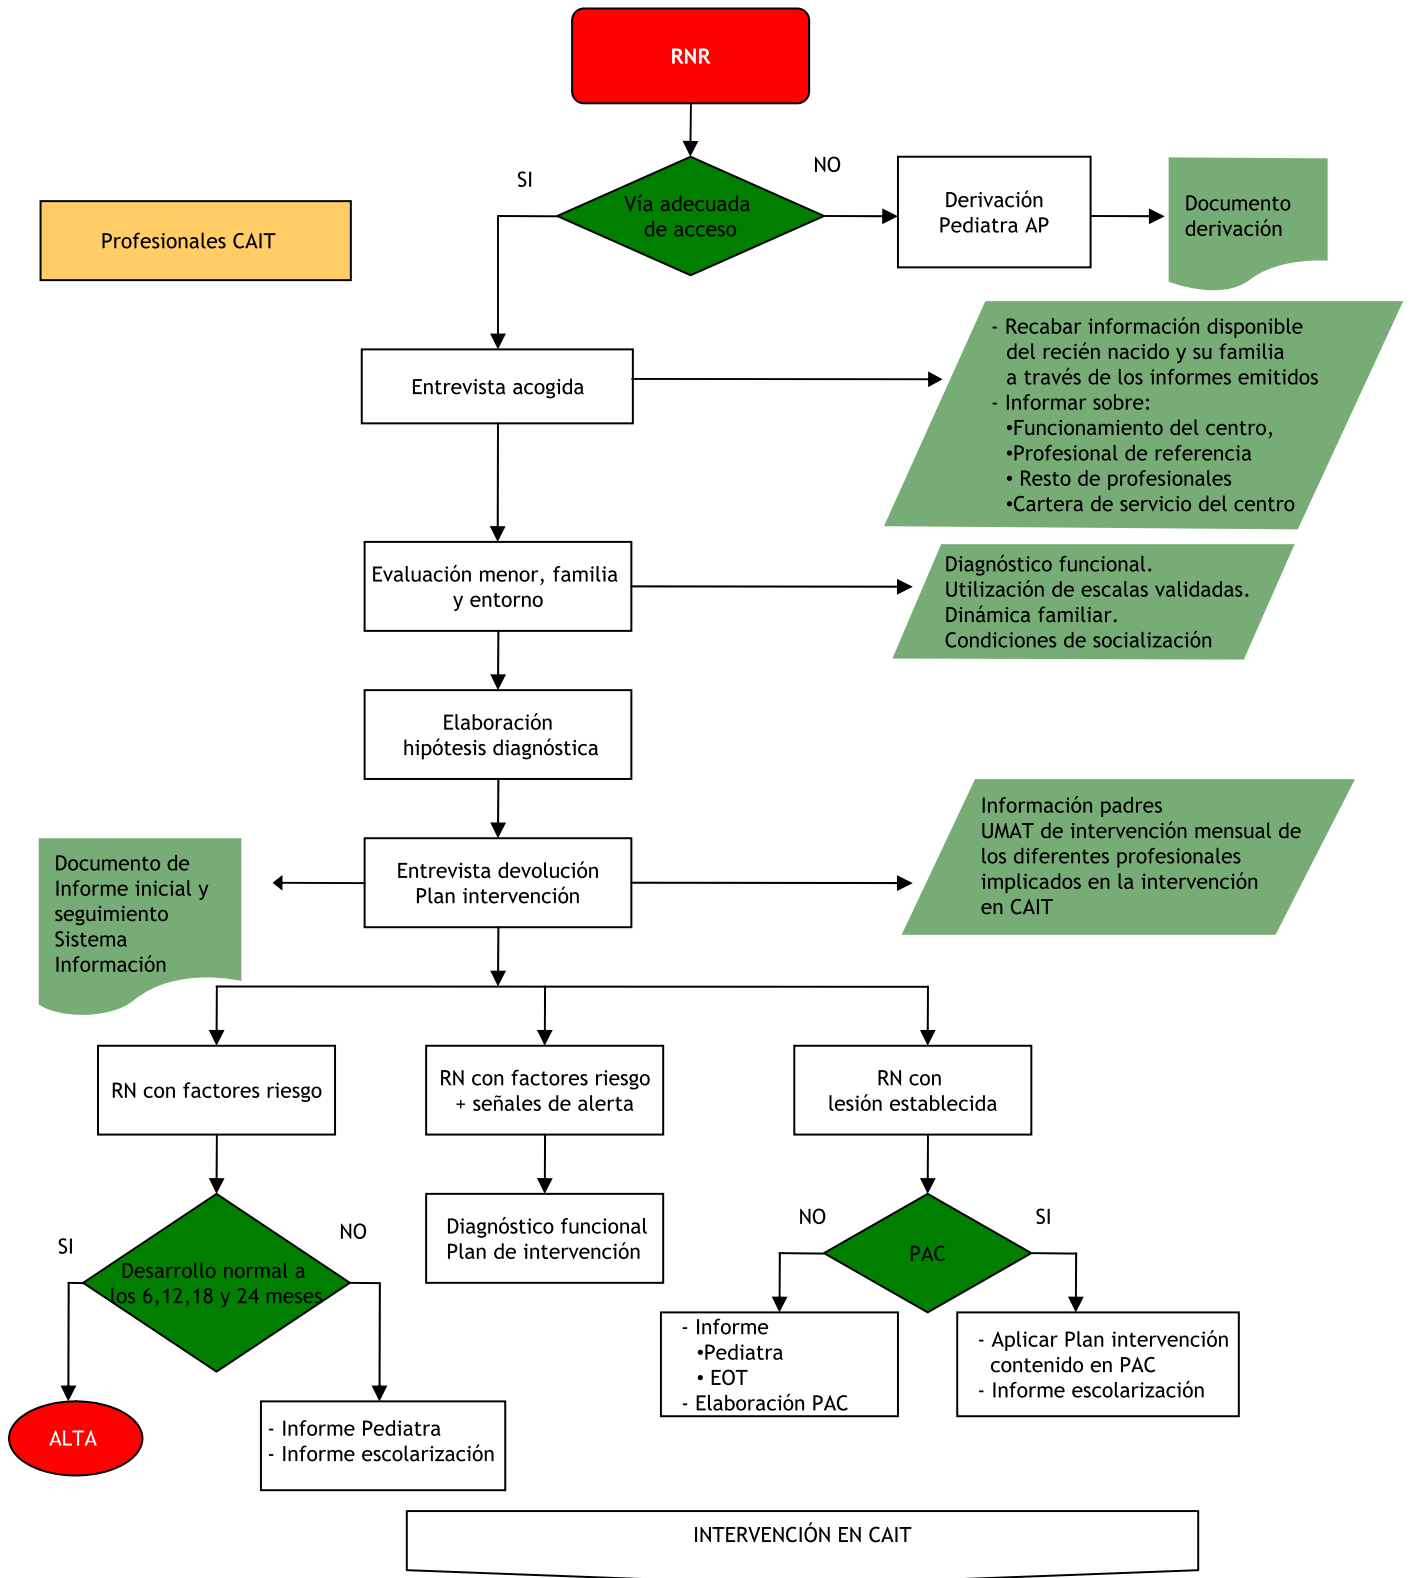 RNR
SI
NO
Vía adecuada
de acceso
Derivación
Pediatra AP
Documento
derivación
Profesionales CAIT
Entrevista acogida
- Recabar información disponible
del recién nacido y su familia
a través de los informes emitidos
- Informar sobre:
•Funcionamiento del centro,
•Profesional de referencia
• Resto de profesionales
•Cartera de servicio del centro
Evaluación menor, familia
y entorno
Diagnóstico funcional.
Utilización de escalas validadas.
Dinámica familiar.
Condiciones de socialización
Elaboración
hipótesis diagnóstica
Documento de
Informe inicial y
seguimiento
Sistema
Información
Entrevista devolución
Plan intervención
Información padres
UMAT de intervención mensual de
los diferentes profesionales
implicados en la intervención
en CAIT
RN con factores riesgo
RN con factores riesgo
+ señales de alerta
RN con
lesión establecida
SI
NO
Desarrollo normal a
los 6,12,18 y 24 meses
Diagnóstico funcional
Plan de intervención
NO
SI
PAC
- Informe
•Pediatra
• EOT
- Elaboración PAC
- Aplicar Plan intervención
contenido en PAC
- Informe escolarización
ALTA
- Informe Pediatra
- Informe escolarización
INTERVENCIÓN EN CAIT